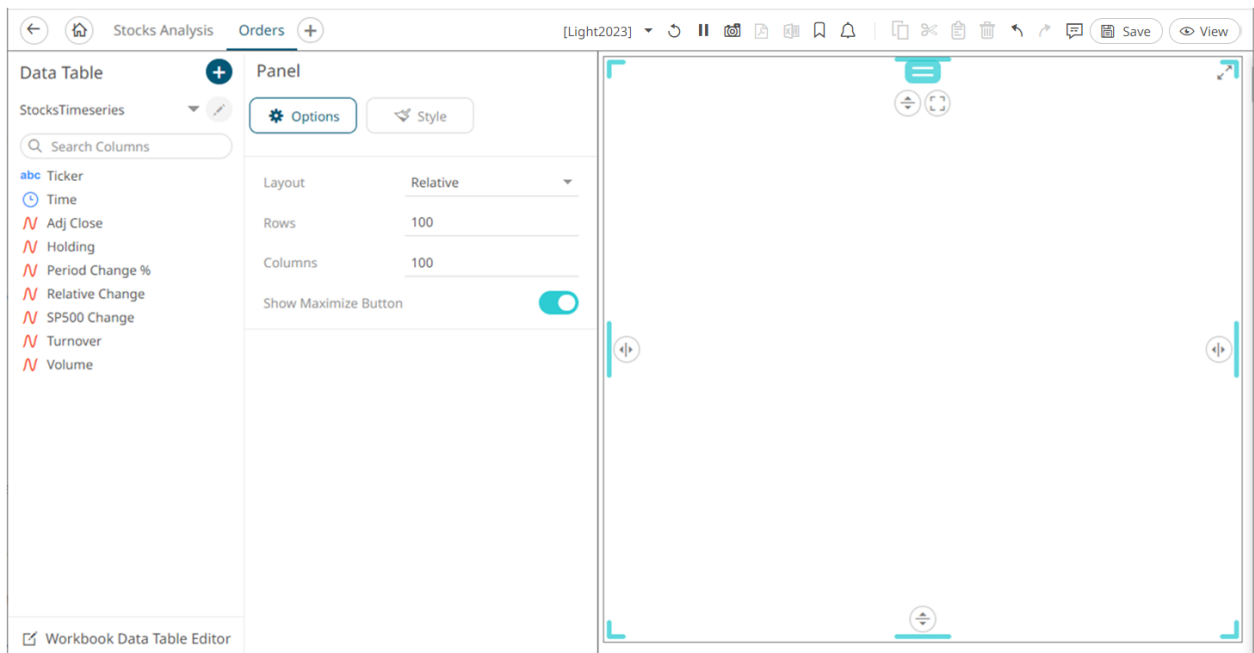 Stocks Analysis Orders [Light2023] Save View
Data Table
StocksTimeseries
Search Columns
abc Ticker
Time
Adj Close
Holding
Period Change %
Relative Change
SP500 Change
Turnover
Volume
Workbook Data Table Editor
Panel
Options Style
Layout Relative
Rows 100
Columns 100
Show Maximize Button